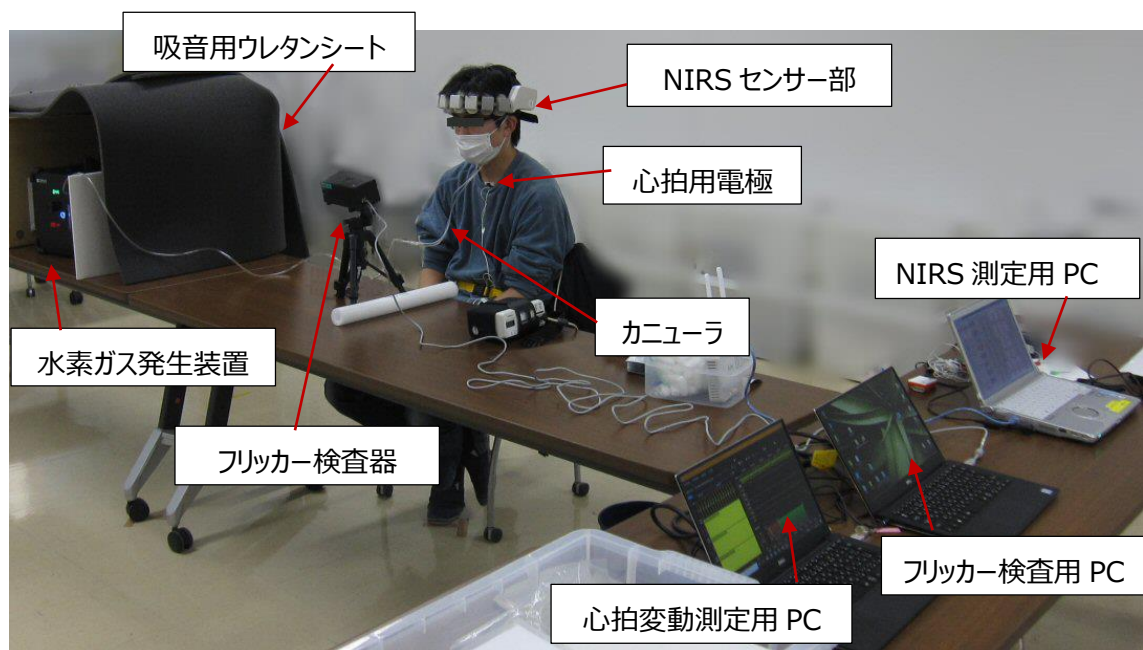 吸音用ウレタンシート
NIRS センサー部
心拍用電極
NIRS 測定用 PC
カニューラ
水素ガス発生装置
フリッカー検査器
フリッカー検査用 PC
心拍変動測定用 PC